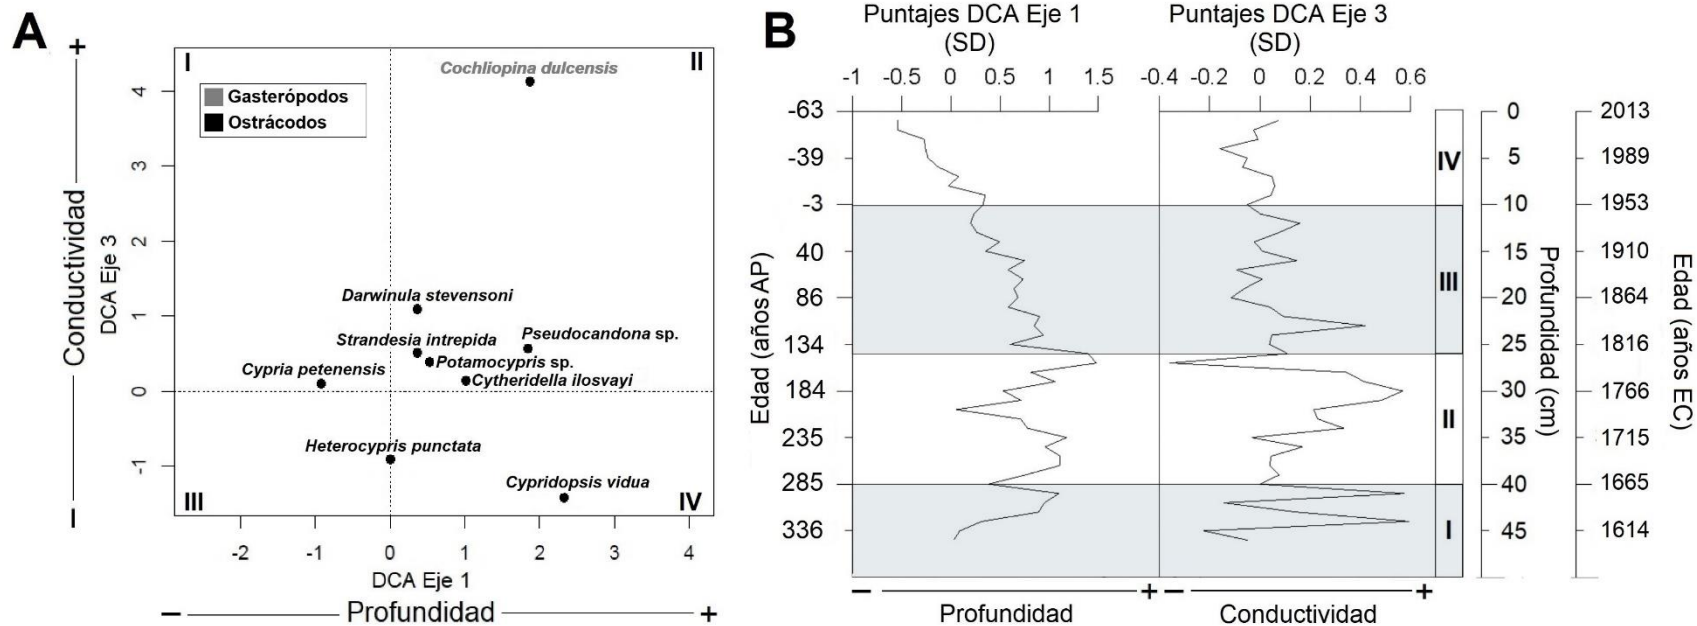 A
+
Conductividad
I
DCA Eje 3
4
3
2
1
0
-1
I
II
Cochliopina dulcensis
Gasterópodos
Ostrácodos
Darwinula stevensoni
Strandesia intrepida
Pseudocandona sp.
Potamocypris sp.
Cypria petenensis
Cytheridella ilosvayi
Heterocypris punctata
Cypridopsis vidua
III
IV
-2 -1 0 1 2 3 4
DCA Eje 1
− Profundidad +
B
Puntajes DCA Eje 1
(SD)
Puntajes DCA Eje 3
(SD)
-1 -0.5 0 0.5 1 1.5
-0.4 -0.2 0 0.2 0.4 0.6
Edad (años AP)
-63
-39
-3
40
86
134
184
235
285
336
IV
III
II
I
0
5
10
15
20
25
30
35
40
45
Profundidad (cm)
2013
1989
1953
1910
1864
1816
1766
1715
1665
1614
Edad (años EC)
− Profundidad +
− Conductividad +